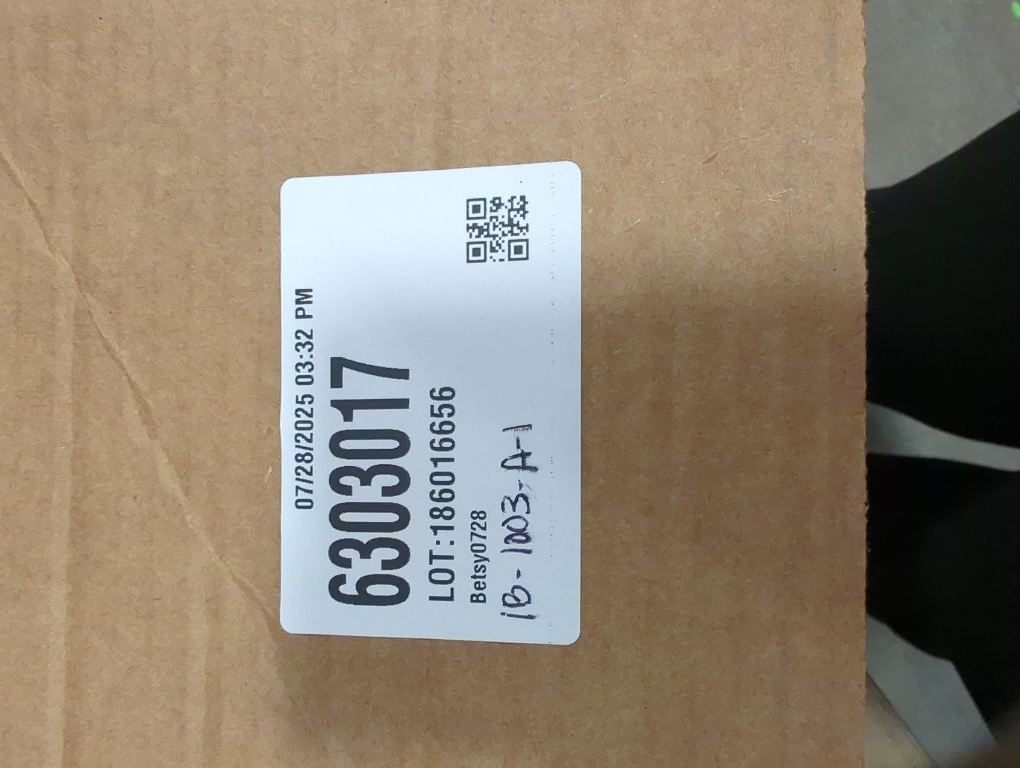 07/28/2025 03:32 PM
6303017
LOT:186016656
Betsy0728
1B-1003-A-1